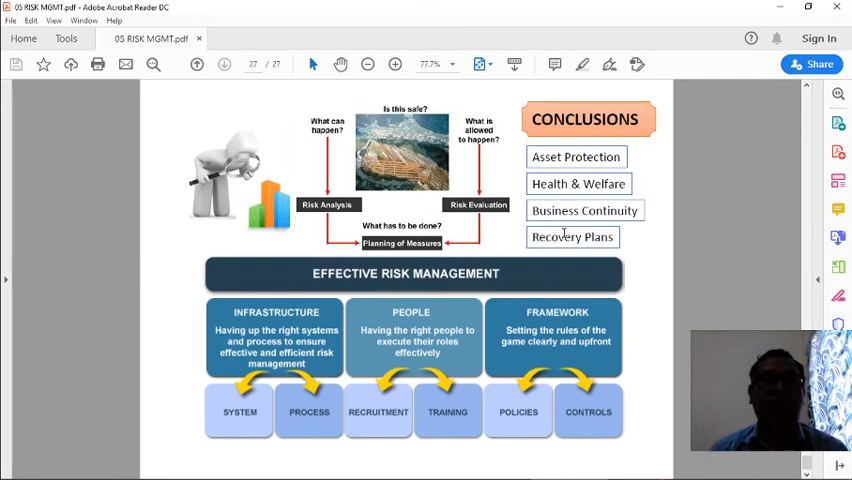 05 RISK MGMT.pdf - Adobe Acrobat Reader DC
File Edit View Window Help
Home Tools 05 RISK MGMT.pdf ×
Sign In
27 / 27
77.7%
Share
Is this safe?
What can
happen?
What is
allowed
to happen?
Risk Analysis
Risk Evaluation
What has to be done?
Planning of Measures
CONCLUSIONS
Asset Protection
Health & Welfare
Business Continuity
Recovery Plans
EFFECTIVE RISK MANAGEMENT
INFRASTRUCTURE
Having up the right systems
and process to ensure
effective and efficient risk
management
PEOPLE
Having the right people to
execute their roles
effectively
FRAMEWORK
Setting the rules of the
game clearly and upfront
SYSTEM
PROCESS
RECRUITMENT
TRAINING
POLICIES
CONTROLS